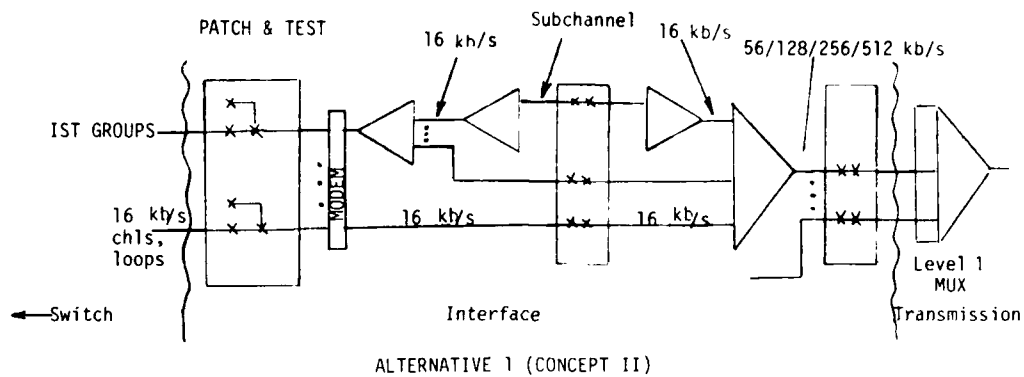 PATCH & TEST
Subchannel
16 kh/s
16 kb/s
56/128/256/512 kb/s
IST GROUPS
MODEM
16 kb/s
chls,
loops
16 kb/s
16 kb/s
Level 1
MUX
Switch
Interface
Transmission
ALTERNATIVE 1 (CONCEPT II)